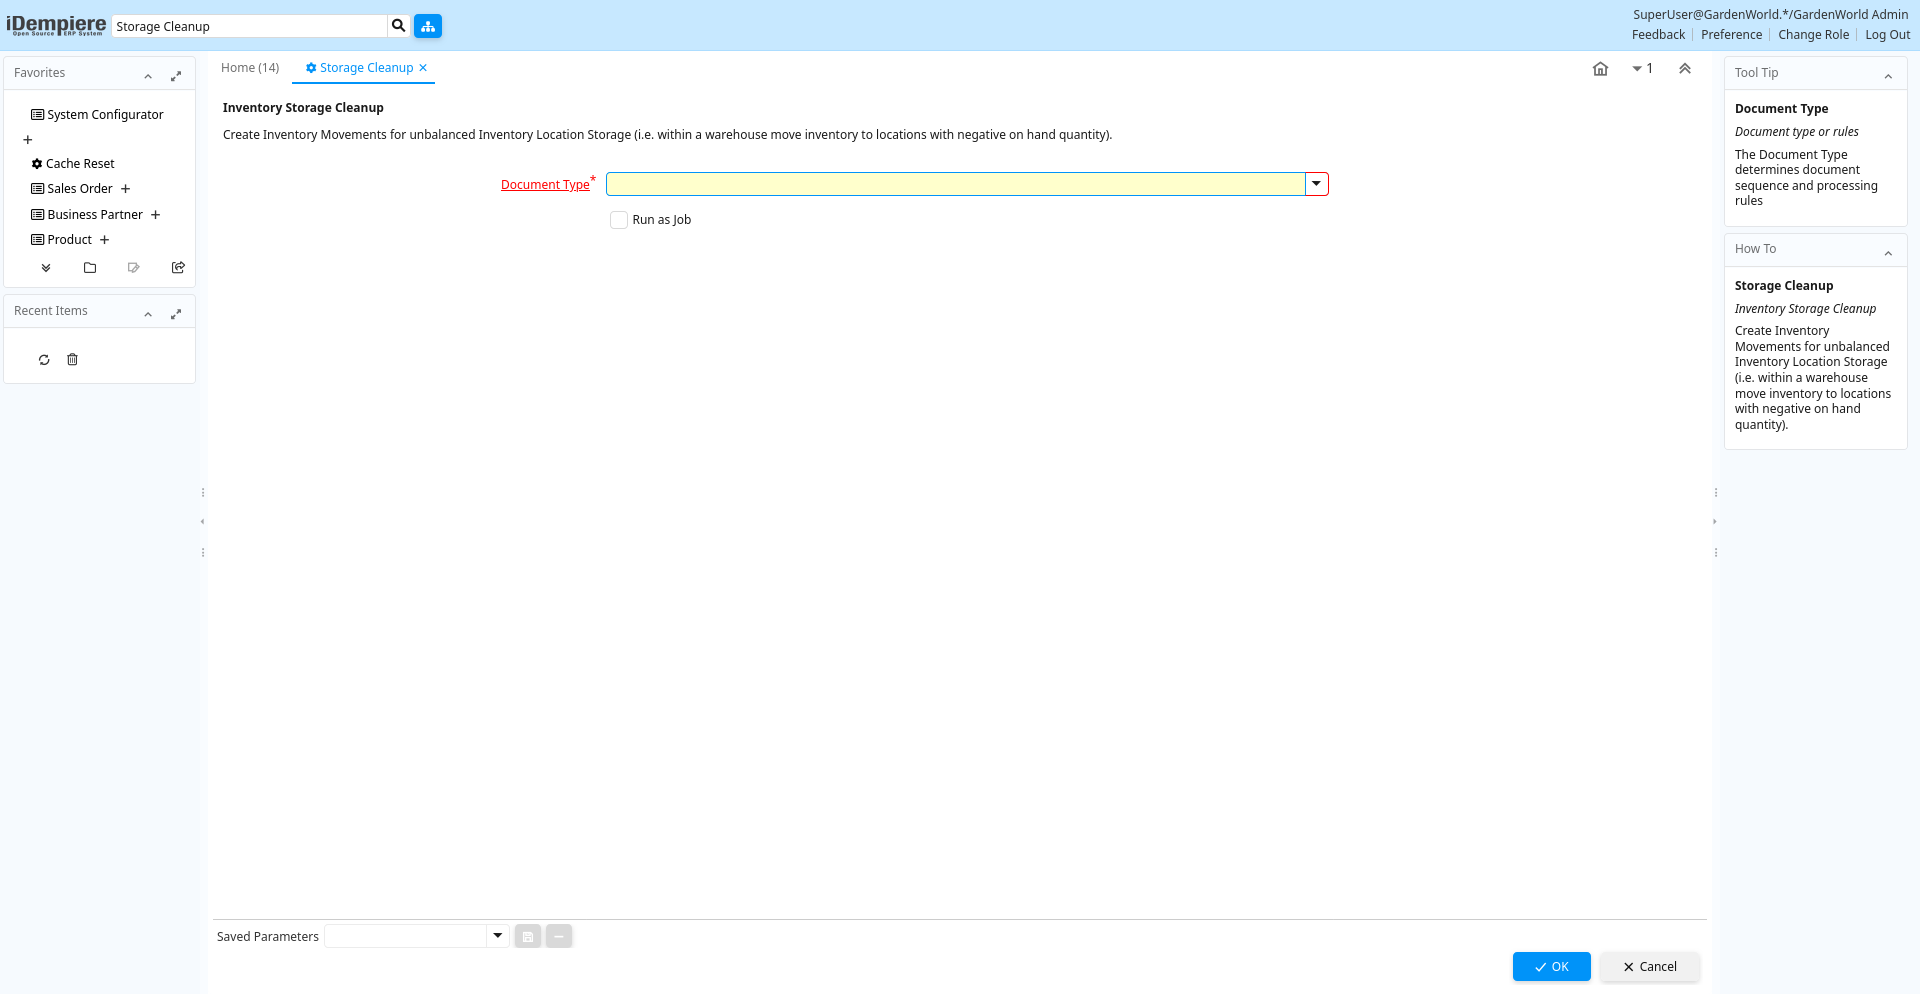 iDempiere
Open Source ERP System
Storage Cleanup
SuperUser@GardenWorld.*/GardenWorld Admin
Feedback
Preference
Change Role
Log Out
Favorites
System Configurator
Cache Reset
Sales Order
Business Partner
Product
Recent Items
Home (14)
Storage Cleanup
1
Inventory Storage Cleanup
Create Inventory Movements for unbalanced Inventory Location Storage (i.e. within a warehouse move inventory to locations with negative on hand quantity).
Document Type*
Run as Job
Saved Parameters
OK
Cancel
Tool Tip
Document Type
Document type or rules
The Document Type
determines document
sequence and processing
rules
How To
Storage Cleanup
Inventory Storage Cleanup
Create Inventory
Movements for unbalanced
Inventory Location Storage
(i.e. within a warehouse
move inventory to locations
with negative on hand
quantity).